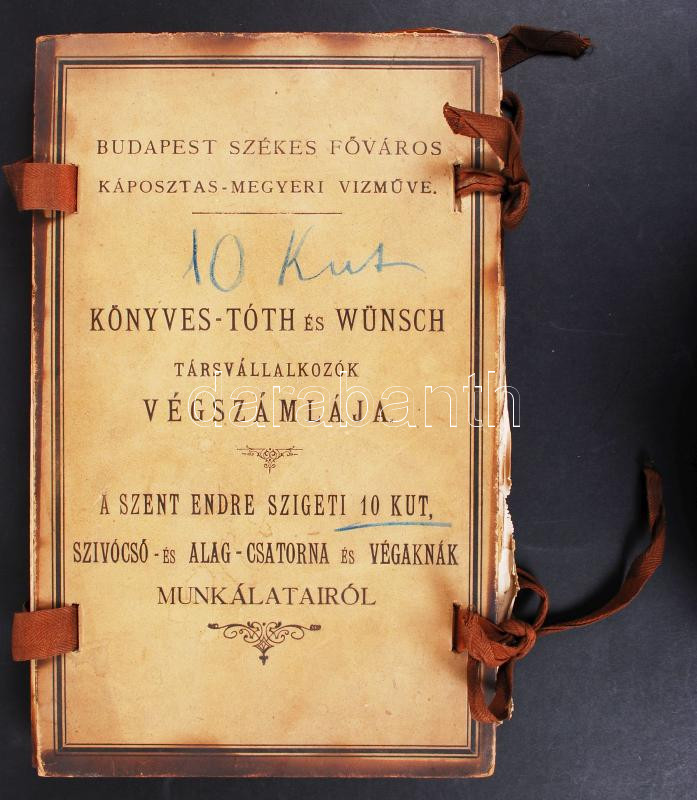 BUDAPEST SZÉKES FŐVÁROS
KÁPOSZTAS-MEGYERI VIZMŰVE.
10 Kut
KÖNYVES-TÓTH ÉS WÜNSCH
TÁRSVÁLLALKOZÓK
darabanth
VÉGSZÁMLÁJA.
A SZENT ENDRE SZIGETI 10 KUT,
SZIVÓCSŐ-ÉS ALAG-CSATORNA ÉS VÉGAKNÁK
MUNKÁLATAIRÓL